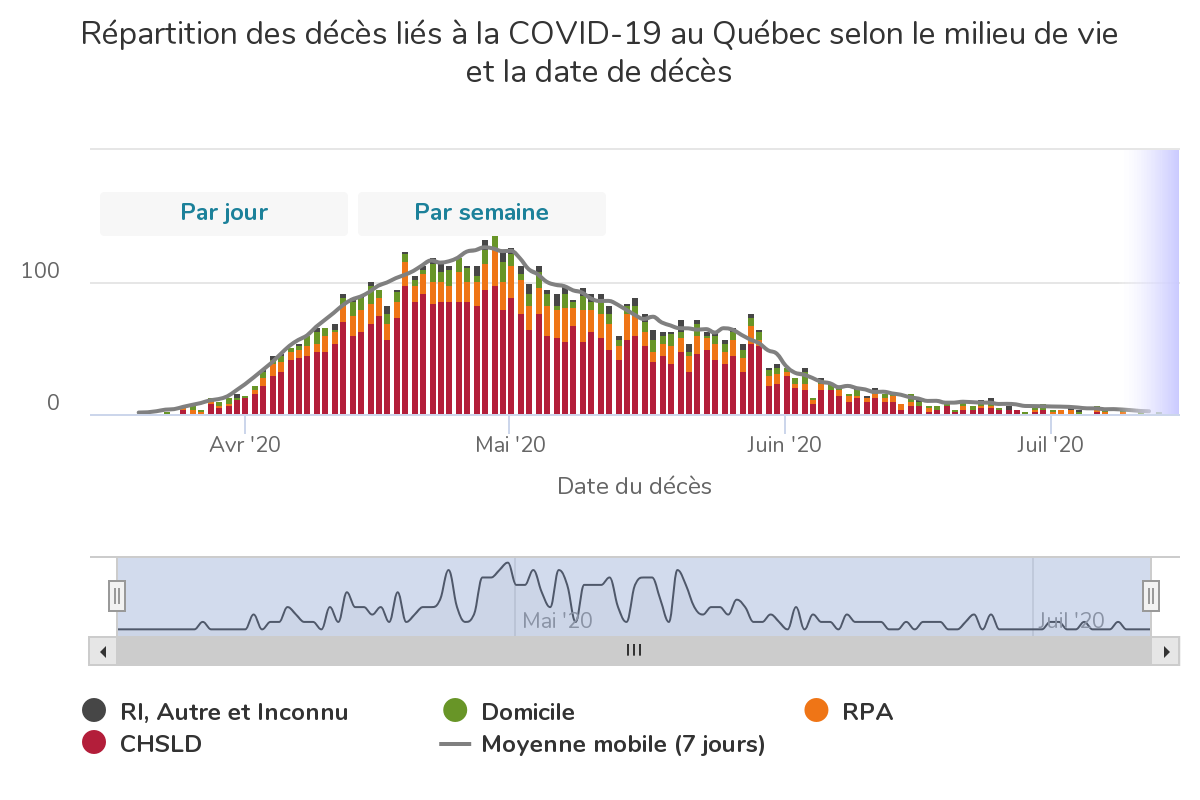 Répartition des décès liés à la COVID-19 au Québec selon le milieu de vie
et la date de décès
Par jour
Par semaine
100
0
Avr '20
Mai '20
Juin '20
Juil '20
Date du décès
Mai '20
Juil '20
RI, Autre et Inconnu
Domicile
RPA
CHSLD
Moyenne mobile (7 jours)